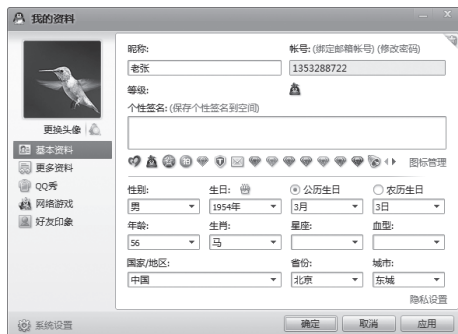 我的资料
昵称: 帐号: (绑定邮箱帐号) (修改密码)
老张 1353288722
等级:
个性签名: (保存个性签名到空间)
更换头像
基本资料
更多资料
QQ秀
网络游戏
好友印象
图标管理
性别: 生日: 公历生日 农历生日
男 1954年 3月 3日
年龄: 生肖: 星座: 血型:
56 马
国家/地区: 省份: 城市:
中国 北京 东城
隐私设置
系统设置 确定 取消 应用